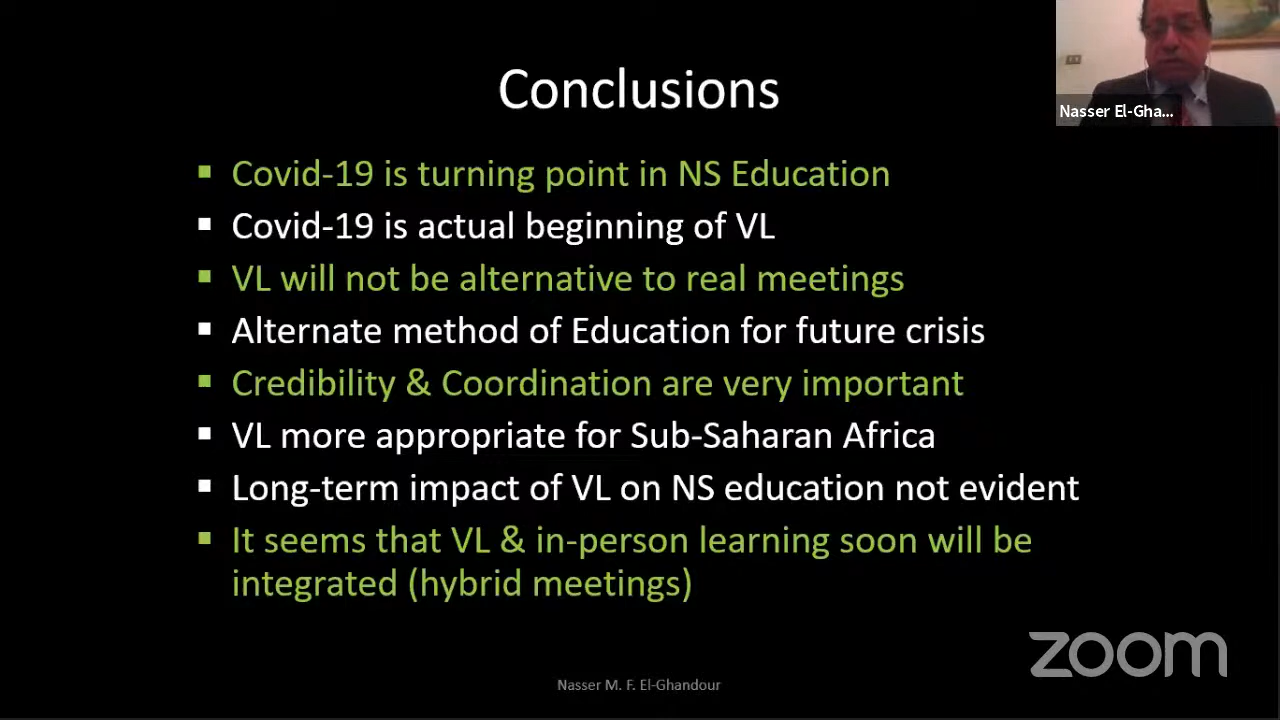 Conclusions
Nasser El-Gha...
▪ Covid-19 is turning point in NS Education
▪ Covid-19 is actual beginning of VL
▪ VL will not be alternative to real meetings
▪ Alternate method of Education for future crisis
▪ Credibility & Coordination are very important
▪ VL more appropriate for Sub-Saharan Africa
▪ Long-term impact of VL on NS education not evident
▪ It seems that VL & in-person learning soon will be
integrated (hybrid meetings)
zoom
Nasser M. F. El-Ghandour